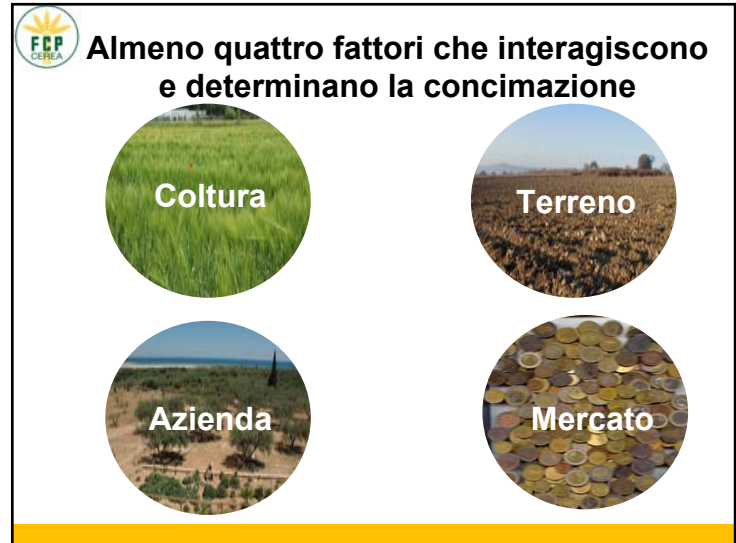 FCP
CEREA
Almeno quattro fattori che interagiscono
e determinano la concimazione
Coltura
Terreno
Azienda
Mercato